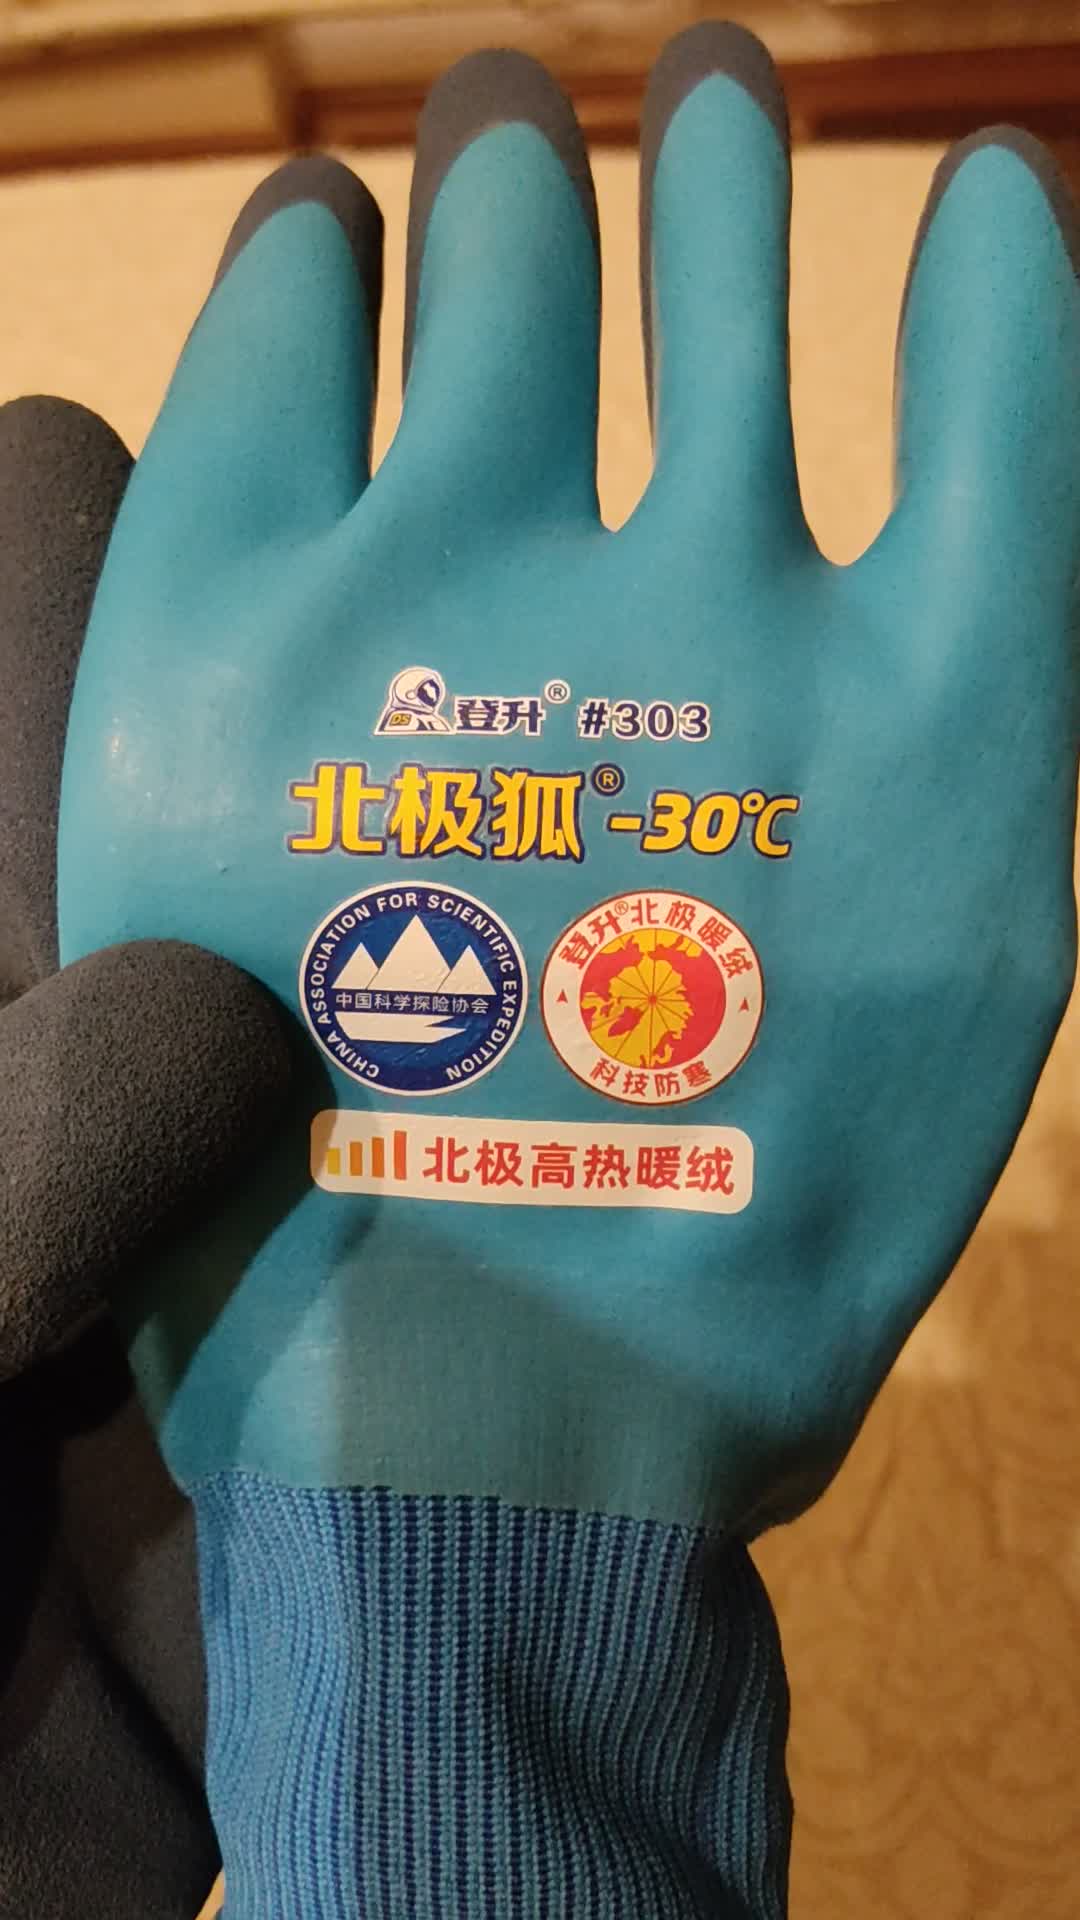 DS 登升® #303
北极狐® -30℃
CHINA ASSOCIATION FOR SCIENTIFIC EXPEDITION
中国科学探险协会
登升®北极暖绒
科技防寒
北极高热暖绒